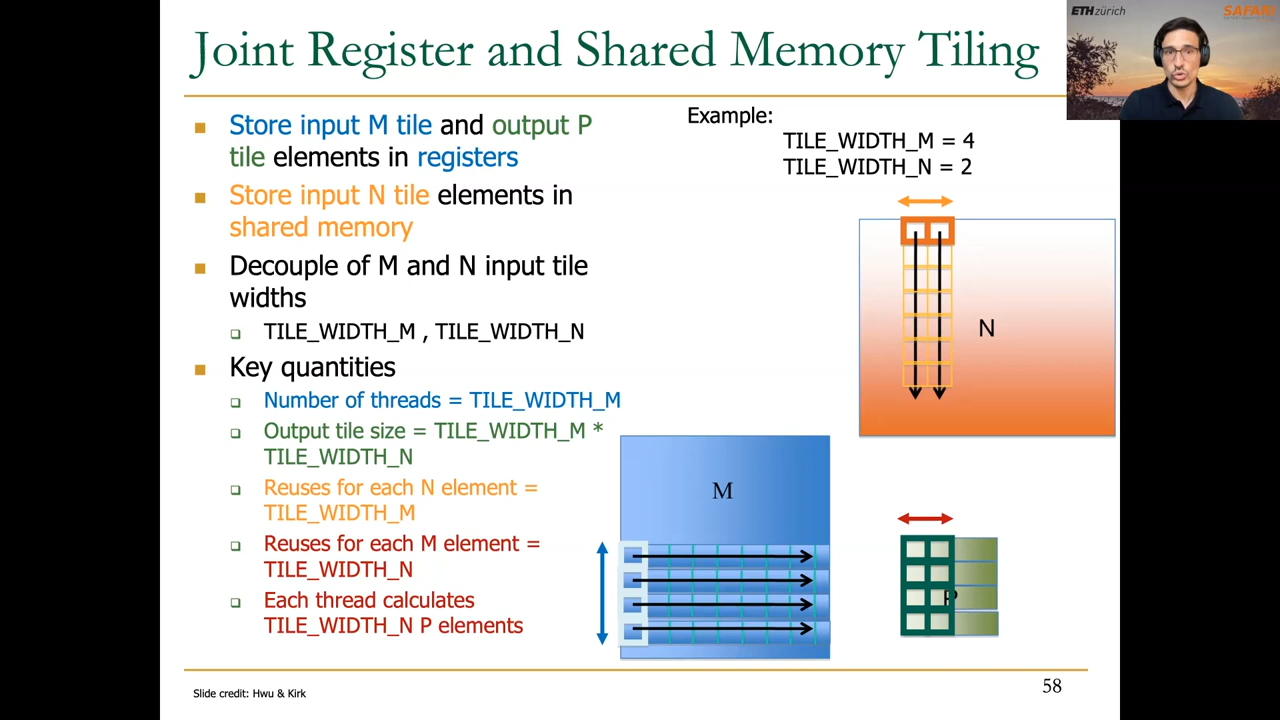 Joint Register and Shared Memory Tiling
ETHzürich
SAFARI
Store input M tile and output P
tile elements in registers
Store input N tile elements in
shared memory
Decouple of M and N input tile
widths
TILE_WIDTH_M , TILE_WIDTH_N
Key quantities
Number of threads = TILE_WIDTH_M
Output tile size = TILE_WIDTH_M *
TILE_WIDTH_N
Reuses for each N element =
TILE_WIDTH_M
Reuses for each M element =
TILE_WIDTH_N
Each thread calculates
TILE_WIDTH_N P elements
Example:
TILE_WIDTH_M = 4
TILE_WIDTH_N = 2
N
M
P
Slide credit: Hwu & Kirk
58